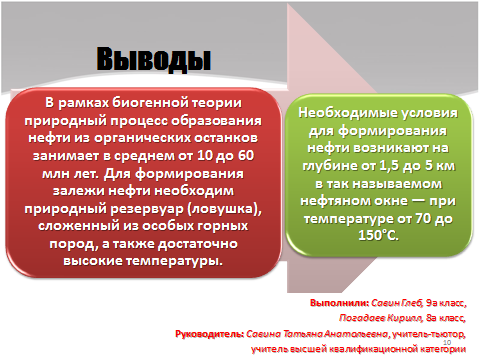 Выводы
В рамках биогенной теории
природный процесс образования
нефти из органических останков
занимает в среднем от 10 до 60
млн лет. Для формирования
залежи нефти необходим
природный резервуар (ловушка),
сложенный из особых горных
пород, а также достаточно
высокие температуры.
Необходимые условия
для формирования
нефти возникают на
глубине от 1,5 до 5 км
в так называемом
нефтяном окне — при
температуре от 70 до
150°С.
Выполнили: Савин Глеб, 9а класс,
Погадаев Кирилл, 8а класс,
Руководитель: Савина Татьяна Анатольевна, учитель-тьютор,
учитель высшей квалификационной категории
10